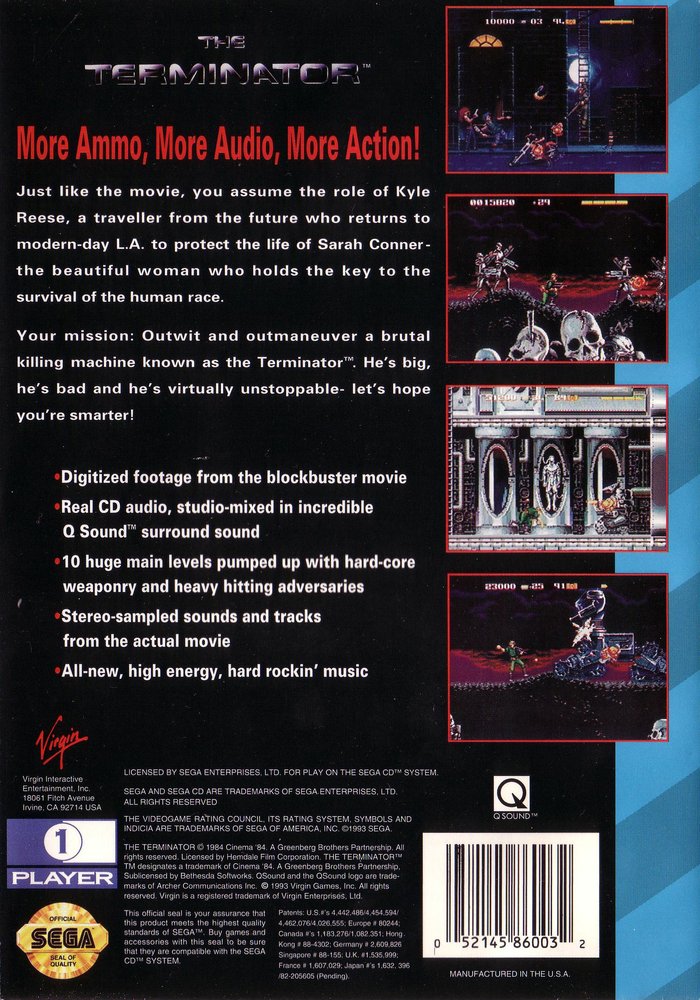 THE
TERMINATOR™
More Ammo, More Audio, More Action!
Just like the movie, you assume the role of Kyle
Reese, a traveller from the future who returns to
modern-day L.A. to protect the life of Sarah Conner-
the beautiful woman who holds the key to the
survival of the human race.
Your mission: Outwit and outmaneuver a brutal
killing machine known as the Terminator™. He's big,
he's bad and he's virtually unstoppable- let's hope
you're smarter!
•Digitized footage from the blockbuster movie
•Real CD audio, studio-mixed in incredible
Q Sound™ surround sound
•10 huge main levels pumped up with hard-core
weaponry and heavy hitting adversaries
•Stereo-sampled sounds and tracks
from the actual movie
•All-new, high energy, hard rockin' music
10000 03 94
0015820 29
23000 25 91
Virgin
Virgin Interactive
Entertainment, Inc.
18061 Fitch Avenue
Irvine, CA 92714 USA
1
PLAYER
OFFICIAL
SEGA
SEAL OF
QUALITY
LICENSED BY SEGA ENTERPRISES, LTD. FOR PLAY ON THE SEGA CD™ SYSTEM.
SEGA AND SEGA CD ARE TRADEMARKS OF SEGA ENTERPRISES, LTD.
ALL RIGHTS RESERVED
THE VIDEOGAME RATING COUNCIL, ITS RATING SYSTEM, SYMBOLS AND
INDICIA ARE TRADEMARKS OF SEGA OF AMERICA, INC. ©1993 SEGA.
THE TERMINATOR © 1984 Cinema '84. A Greenberg Brothers Partnership. All
rights reserved. Licensed by Hemdale Film Corporation. THE TERMINATOR™
TM designates a trademark of Cinema '84. A Greenberg Brothers Partnership,
Sublicensed by Bethesda Softworks. QSound and the QSound logo are trade-
marks of Archer Communications Inc. © 1993 Virgin Games, Inc. All rights
reserved. Virgin is a registered trademark of Virgin Enterprises, Ltd.
This official seal is your assurance that
this product meets the highest quality
standards of SEGA™. Buy games and
accessories with this seal to be sure
that they are compatible with the SEGA
CD™ SYSTEM.
Patents: U.S.#'s 4,442,486/4,454,594/
4,462,076/4,026,555; Europe # 80244;
Canada #'s 1,183,276/1,082,351; Hong
Kong # 88-4302; Germany # 2,609,826
Singapore # 88-155; U.K. #1,535,999;
France # 1,607,029; Japan #'s 1,632, 396
/82-205605 (Pending).
Q
Q SOUND™
0 52145 86003 2
MANUFACTURED IN THE U.S.A.